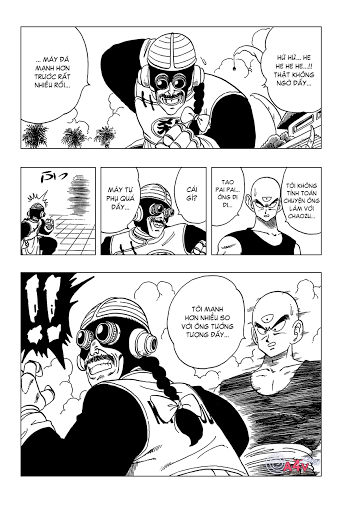 HỪ HỪ... HE
HE HE HE...!!
THẬT KHÔNG
NGỜ ĐẤY...
... MÀY ĐÃ
MẠNH HƠN
TRƯỚC RẤT
NHIỀU RỒI...
TÔI KHÔNG
TÍNH TOÁN
CHUYỆN ÔNG
LÀM VỚI
CHAOZU...
TAO
PAI PAI...
ÔNG ĐI
ĐI...
CÁI
GÌ?
MÀY TỰ
PHỤ QUÁ
ĐẤY...
TÔI MẠNH
HƠN NHIỀU SO
VỚI ÔNG TƯỞNG
TƯỢNG ĐẤY...
!!